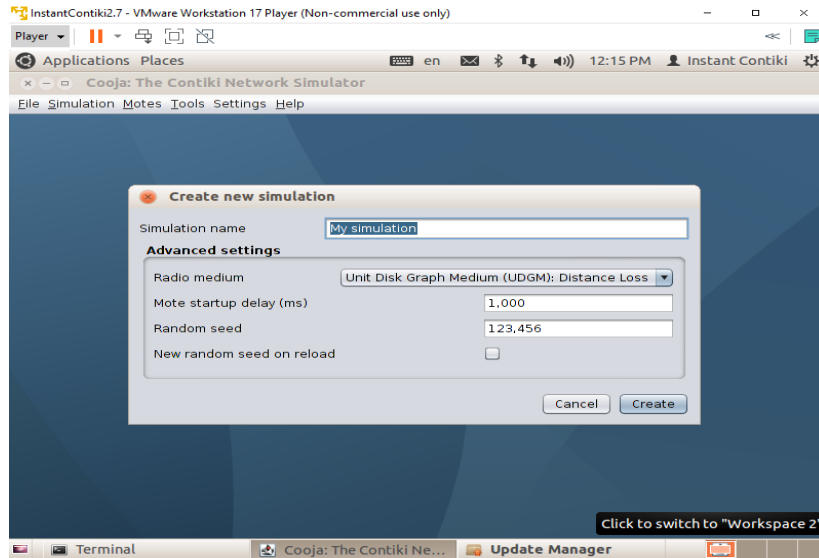 InstantContiki2.7 - VMware Workstation 17 Player (Non-commercial use only)
Player
Applications Places en 12:15 PM Instant Contiki
Cooja: The Contiki Network Simulator
File Simulation Motes Tools Settings Help
Create new simulation
Simulation name My simulation
Advanced settings
Radio medium Unit Disk Graph Medium (UDGM): Distance Loss
Mote startup delay (ms) 1,000
Random seed 123,456
New random seed on reload
Cancel Create
Click to switch to "Workspace 2"
Terminal Cooja: The Contiki Ne... Update Manager